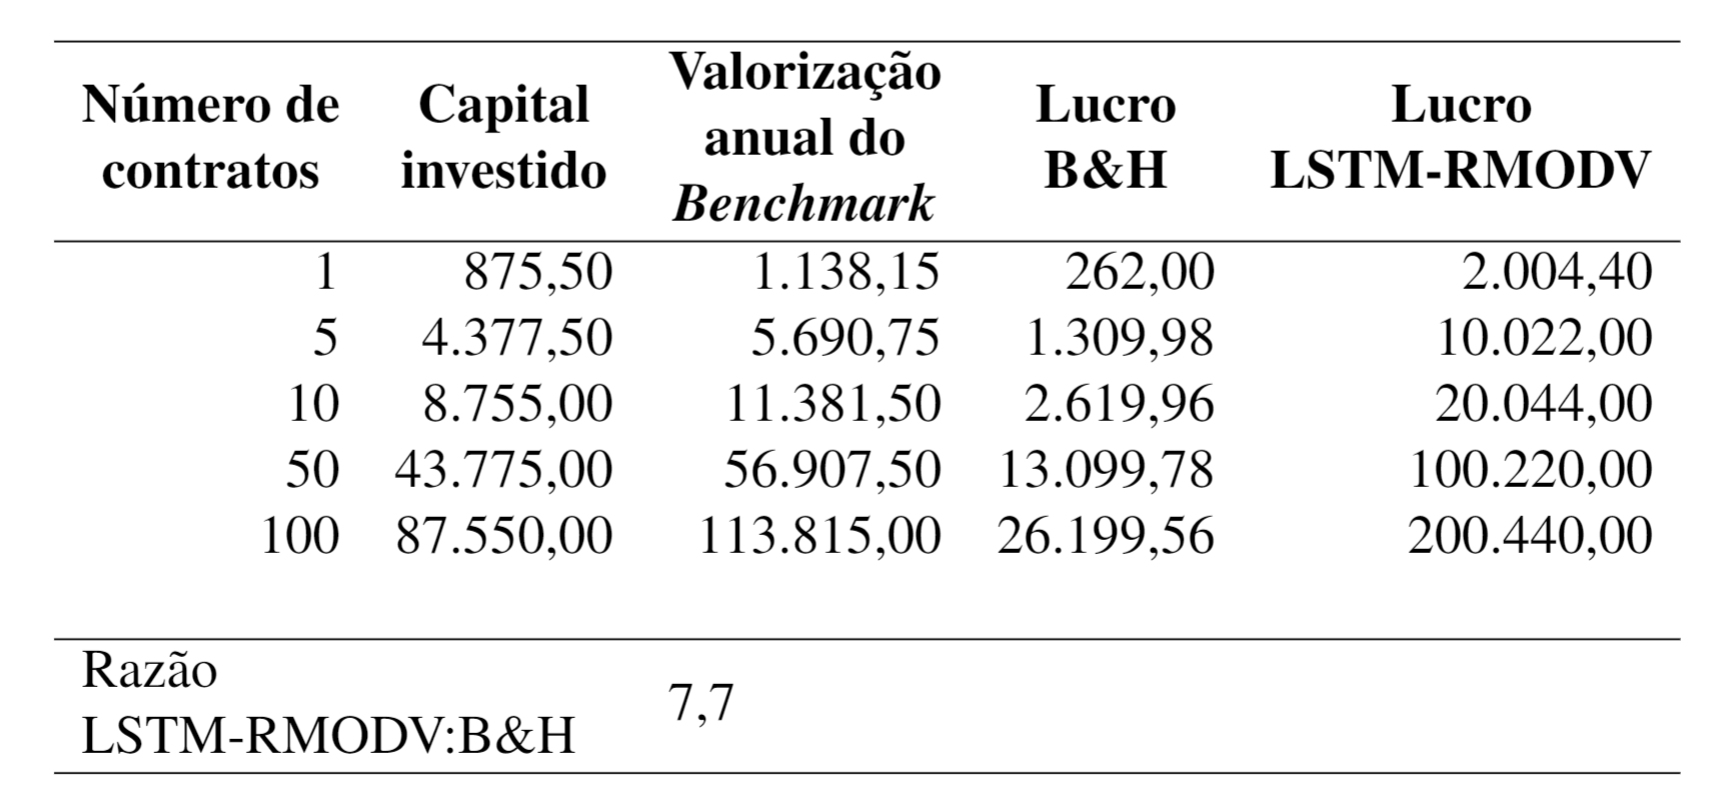 Número de contratos Capital investido Valorização anual do Benchmark Lucro B&H Lucro LSTM-RMODV
1 875,50 1.138,15 262,00 2.004,40
5 4.377,50 5.690,75 1.309,98 10.022,00
10 8.755,00 11.381,50 2.619,96 20.044,00
50 43.775,00 56.907,50 13.099,78 100.220,00
100 87.550,00 113.815,00 26.199,56 200.440,00
Razão
LSTM-RMODV:B&H 7,7